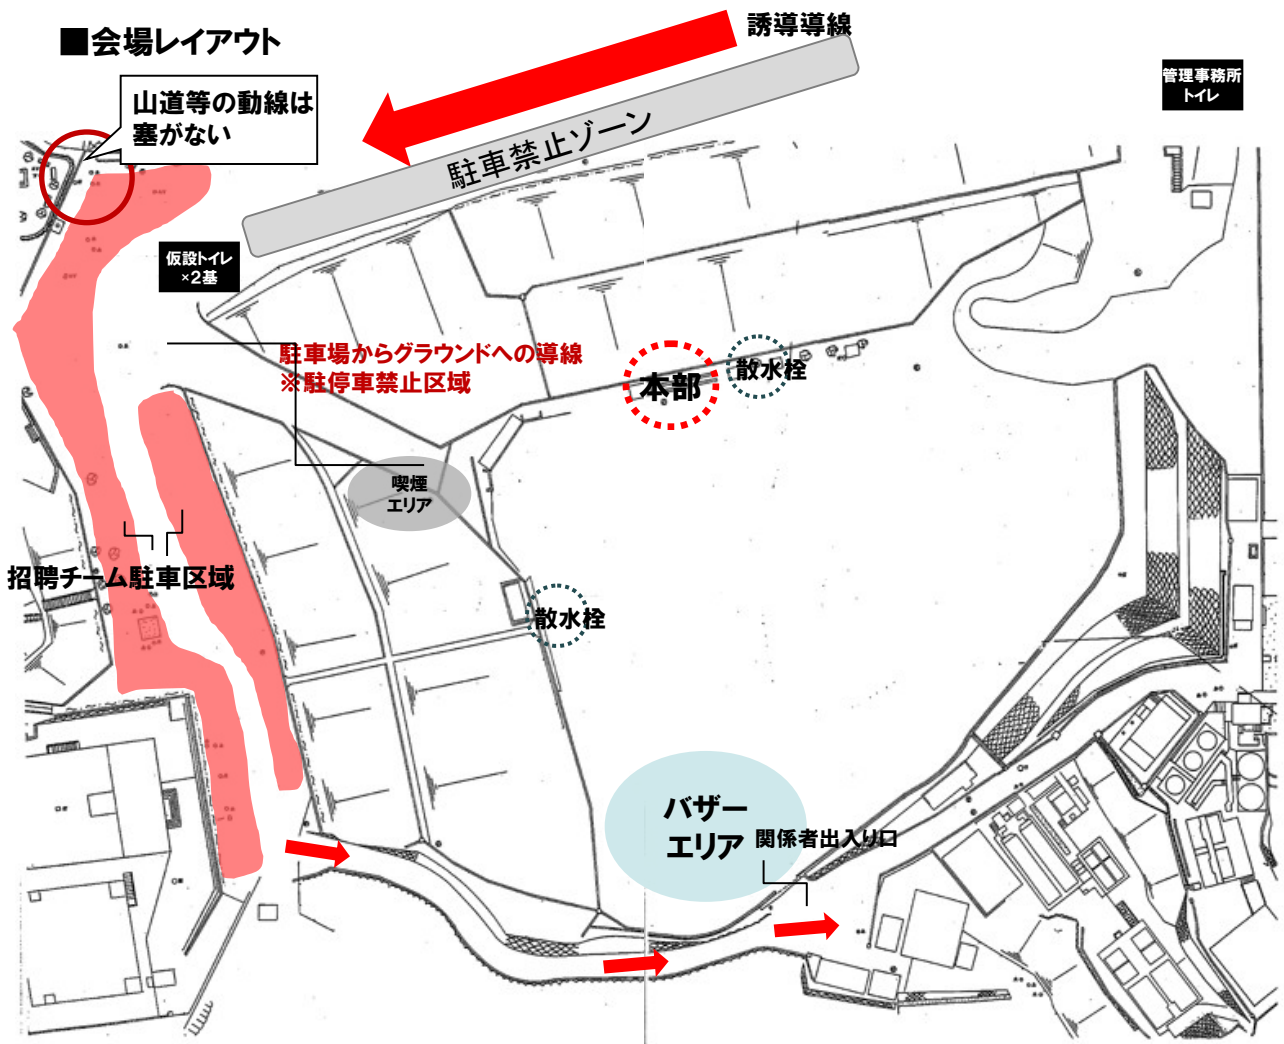 ■会場レイアウト
誘導導線
山道等の動線は
塞がない
管理事務所
トイレ
駐車禁止ゾーン
仮設トイレ
×2基
駐車場からグラウンドへの導線
※駐停車禁止区域
本部
散水栓
喫煙
エリア
招聘チーム駐車区域
散水栓
バザー
エリア
関係者出入り口